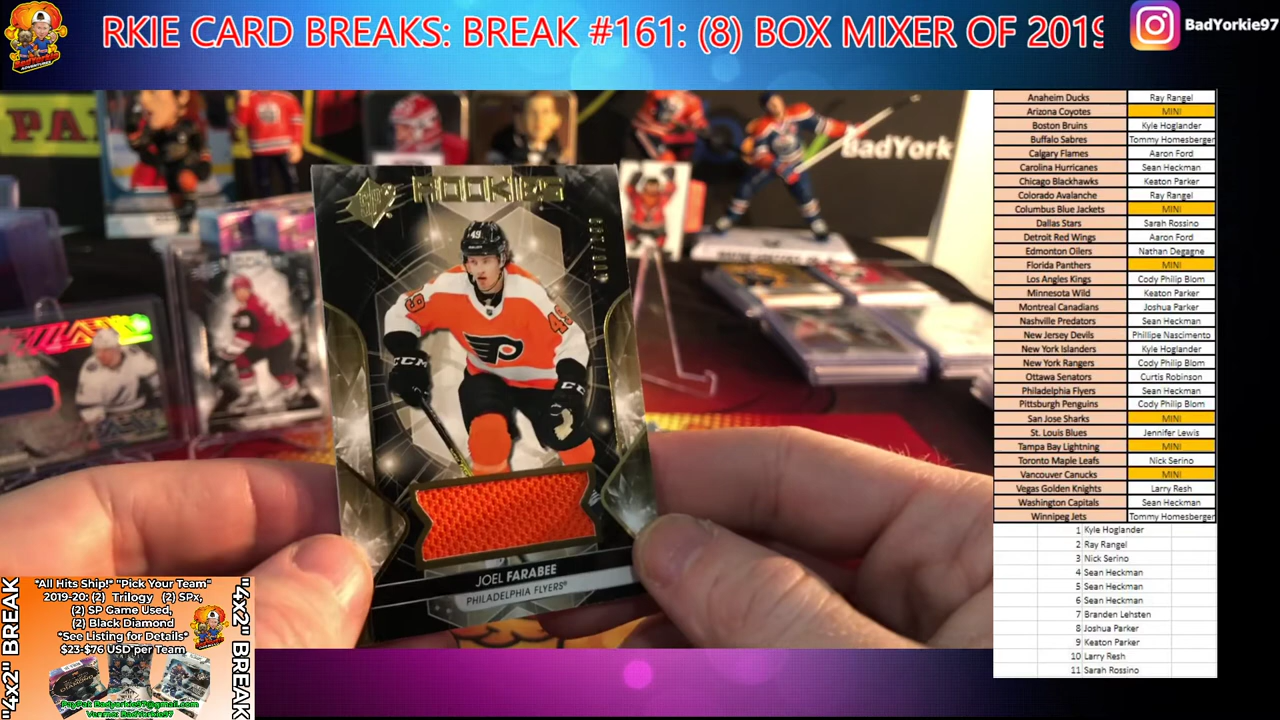 RKIE CARD BREAKS: BREAK #161: (8) BOX MIXER OF 2019
BadYorkie97
BadYork
ROOKIES
49
CCM
CCM
JOEL FARABEE
PHILADELPHIA FLYERS
Anaheim Ducks Ray Rangel
Arizona Coyotes MINI
Boston Bruins Kyle Hoglander
Buffalo Sabres Tommy Homesberger
Calgary Flames Aaron Ford
Carolina Hurricanes Sean Heckman
Chicago Blackhawks Keaton Parker
Colorado Avalanche Ray Rangel
Columbus Blue Jackets MINI
Dallas Stars Sarah Rossino
Detroit Red Wings Aaron Ford
Edmonton Oilers Nathan Degagne
Florida Panthers MINI
Los Angeles Kings Cody Philip Blom
Minnesota Wild Keaton Parker
Montreal Canadians Joshua Parker
Nashville Predators Sean Heckman
New Jersey Devils Phillipe Nascimento
New York Islanders Kyle Hoglander
New York Rangers Cody Philip Blom
Ottawa Senators Curtis Robinson
Philadelphia Flyers Sean Heckman
Pittsburgh Penguins Cody Philip Blom
San Jose Sharks MINI
St. Louis Blues Jennifer Lewis
Tampa Bay Lightning MINI
Toronto Maple Leafs Nick Serino
Vancouver Canucks MINI
Vegas Golden Knights Larry Resh
Washington Capitals Sean Heckman
Winnipeg Jets Tommy Homesberger
1 Kyle Hoglander
2 Ray Rangel
3 Nick Serino
4 Sean Heckman
5 Sean Heckman
6 Sean Heckman
7 Branden Lehsten
8 Joshua Parker
9 Keaton Parker
10 Larry Resh
11 Sarah Rossino
"4x2" BREAK
"All Hits Ship!" "Pick Your Team"
2019-20: (2) Trilogy (2) SPx,
(2) SP Game Used,
(2) Black Diamond
"See Listing for Details"
$23-$76 USD per Team
PayPak Badyorkie97@gmail.com
Venmo: BadYorkie97
"4x2" BREAK